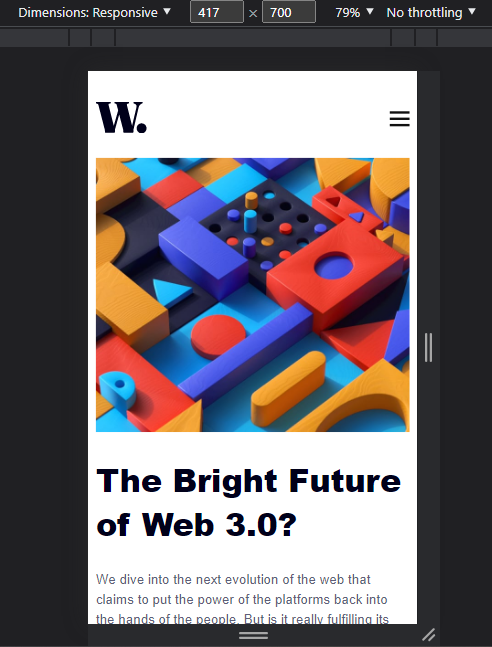 Dimensions: Responsive ▼ 417 × 700 79% ▼ No throttling ▼
W.
The Bright Future
of Web 3.0?
We dive into the next evolution of the web that
claims to put the power of the platforms back into
the hands of the people. But is it really fulfilling its